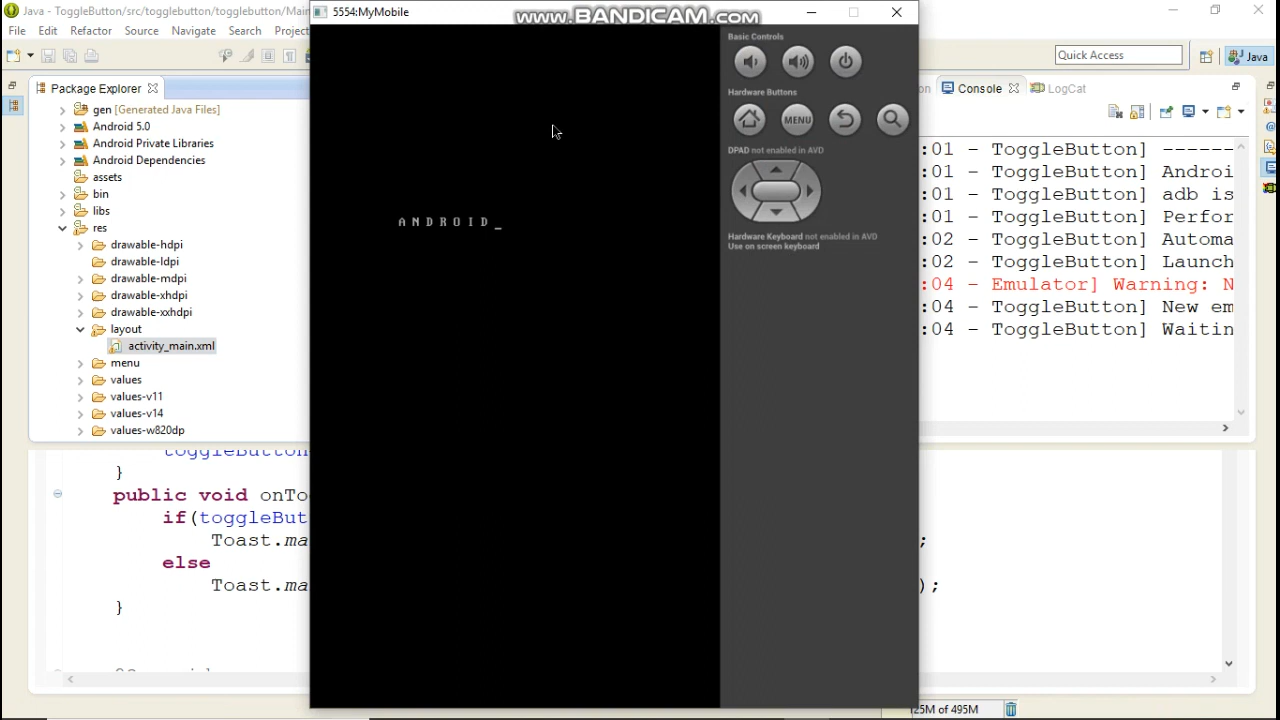 Java - ToggleButton/src/togglebutton/togglebutton/Main
www.BANDICAM.com
5554:MyMobile
File Edit Refactor Source Navigate Search Project
Quick Access
Java
Package Explorer
gen [Generated Java Files]
Android 5.0
Android Private Libraries
Android Dependencies
assets
bin
libs
res
drawable-hdpi
drawable-ldpi
drawable-mdpi
drawable-xhdpi
drawable-xxhdpi
layout
activity_main.xml
menu
values
values-v11
values-v14
values-w820dp
ANDROID_
Basic Controls
Hardware Buttons
MENU
DPAD not enabled in AVD
Hardware Keyboard not enabled in AVD
Use on screen keyboard
Console
LogCat
:01 - ToggleButton] ------
:01 - ToggleButton] Androi
:01 - ToggleButton] adb is
:01 - ToggleButton] Perfor
:02 - ToggleButton] Automa
:02 - ToggleButton] Launch
:04 - Emulator] Warning: N
:04 - ToggleButton] New em
:04 - ToggleButton] Waitin
toggleButton
}
public void onTo
if(toggleBut
Toast.ma ;
else
Toast.ma );
}
25M of 495M